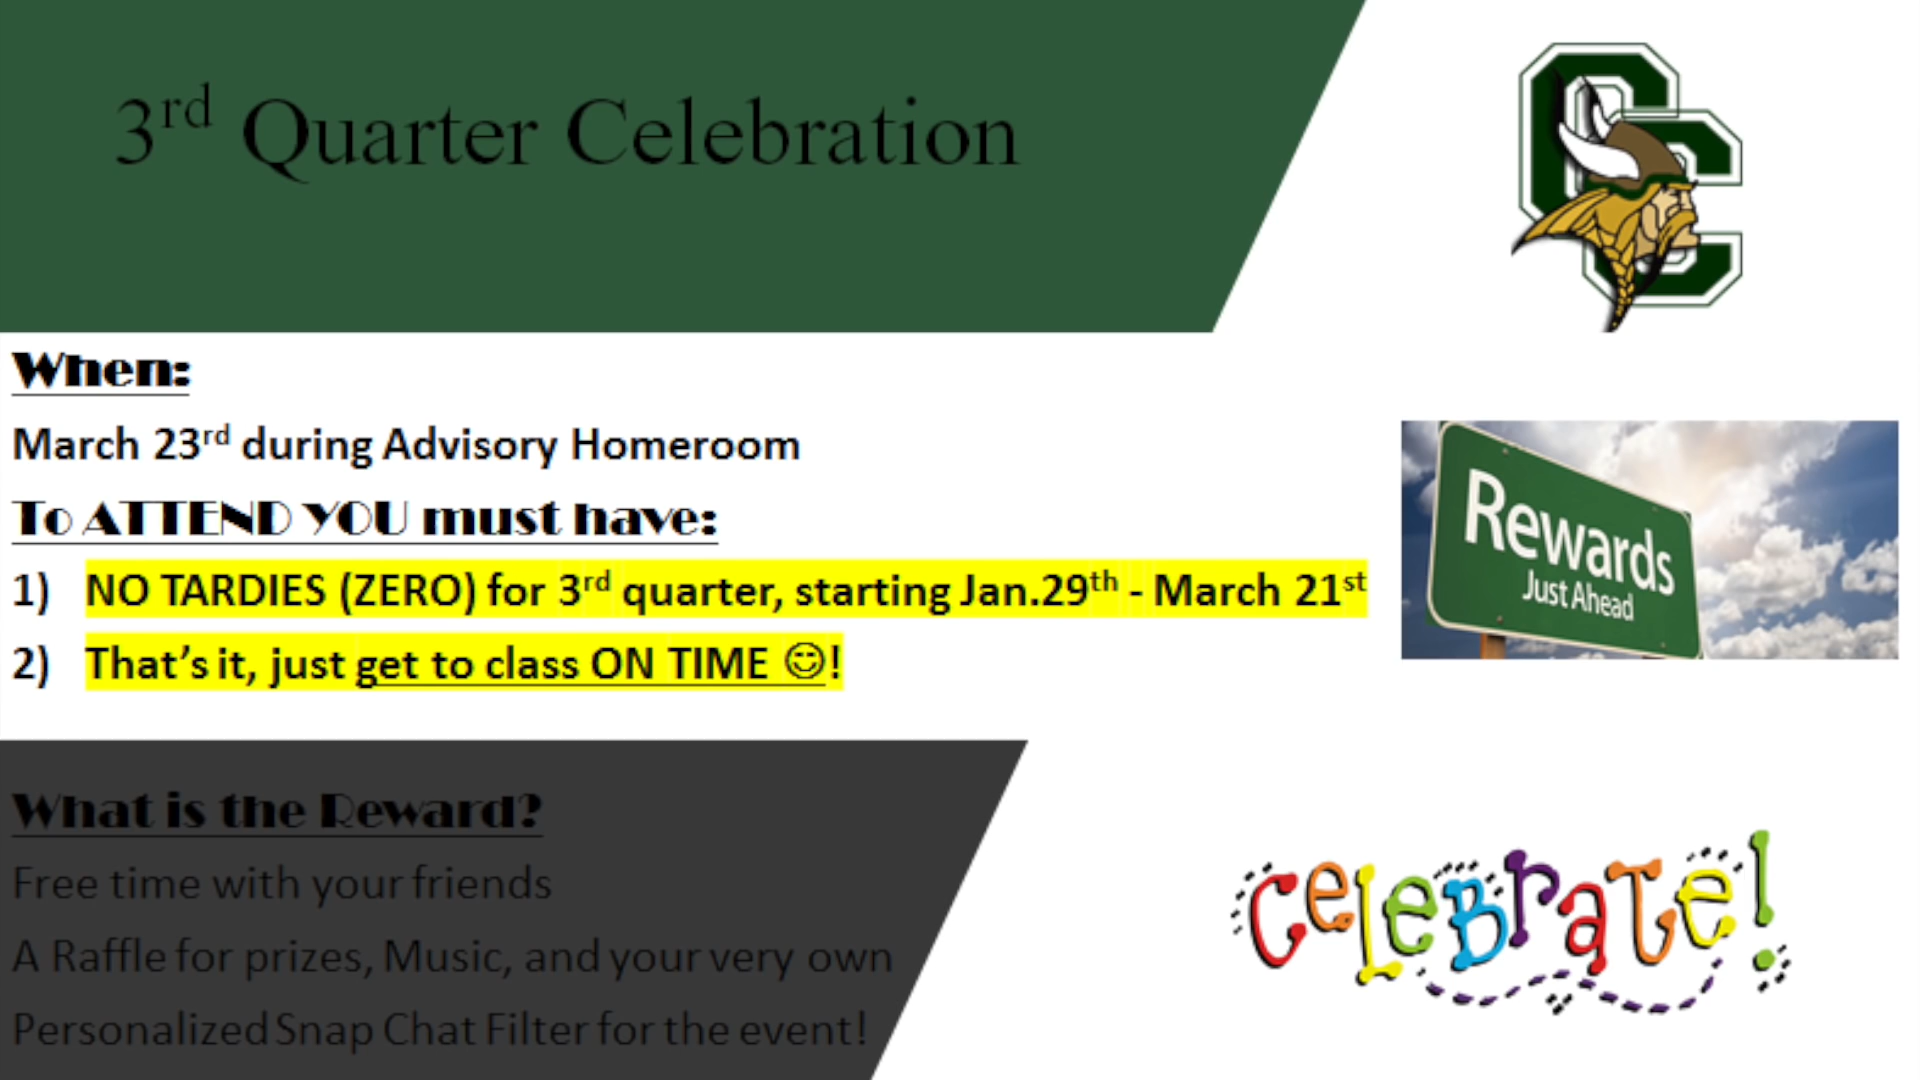 3rd Quarter Celebration
CC
When:
March 23rd during Advisory Homeroom
To ATTEND YOU must have:
1) NO TARDIES (ZERO) for 3rd quarter, starting Jan.29th - March 21st
2) That's it, just get to class ON TIME ☺!
Rewards
Just Ahead
What is the Reward?
Free time with your friends
A Raffle for prizes, Music, and your very own
Personalized Snap Chat Filter for the event!
CeLeBraTe!